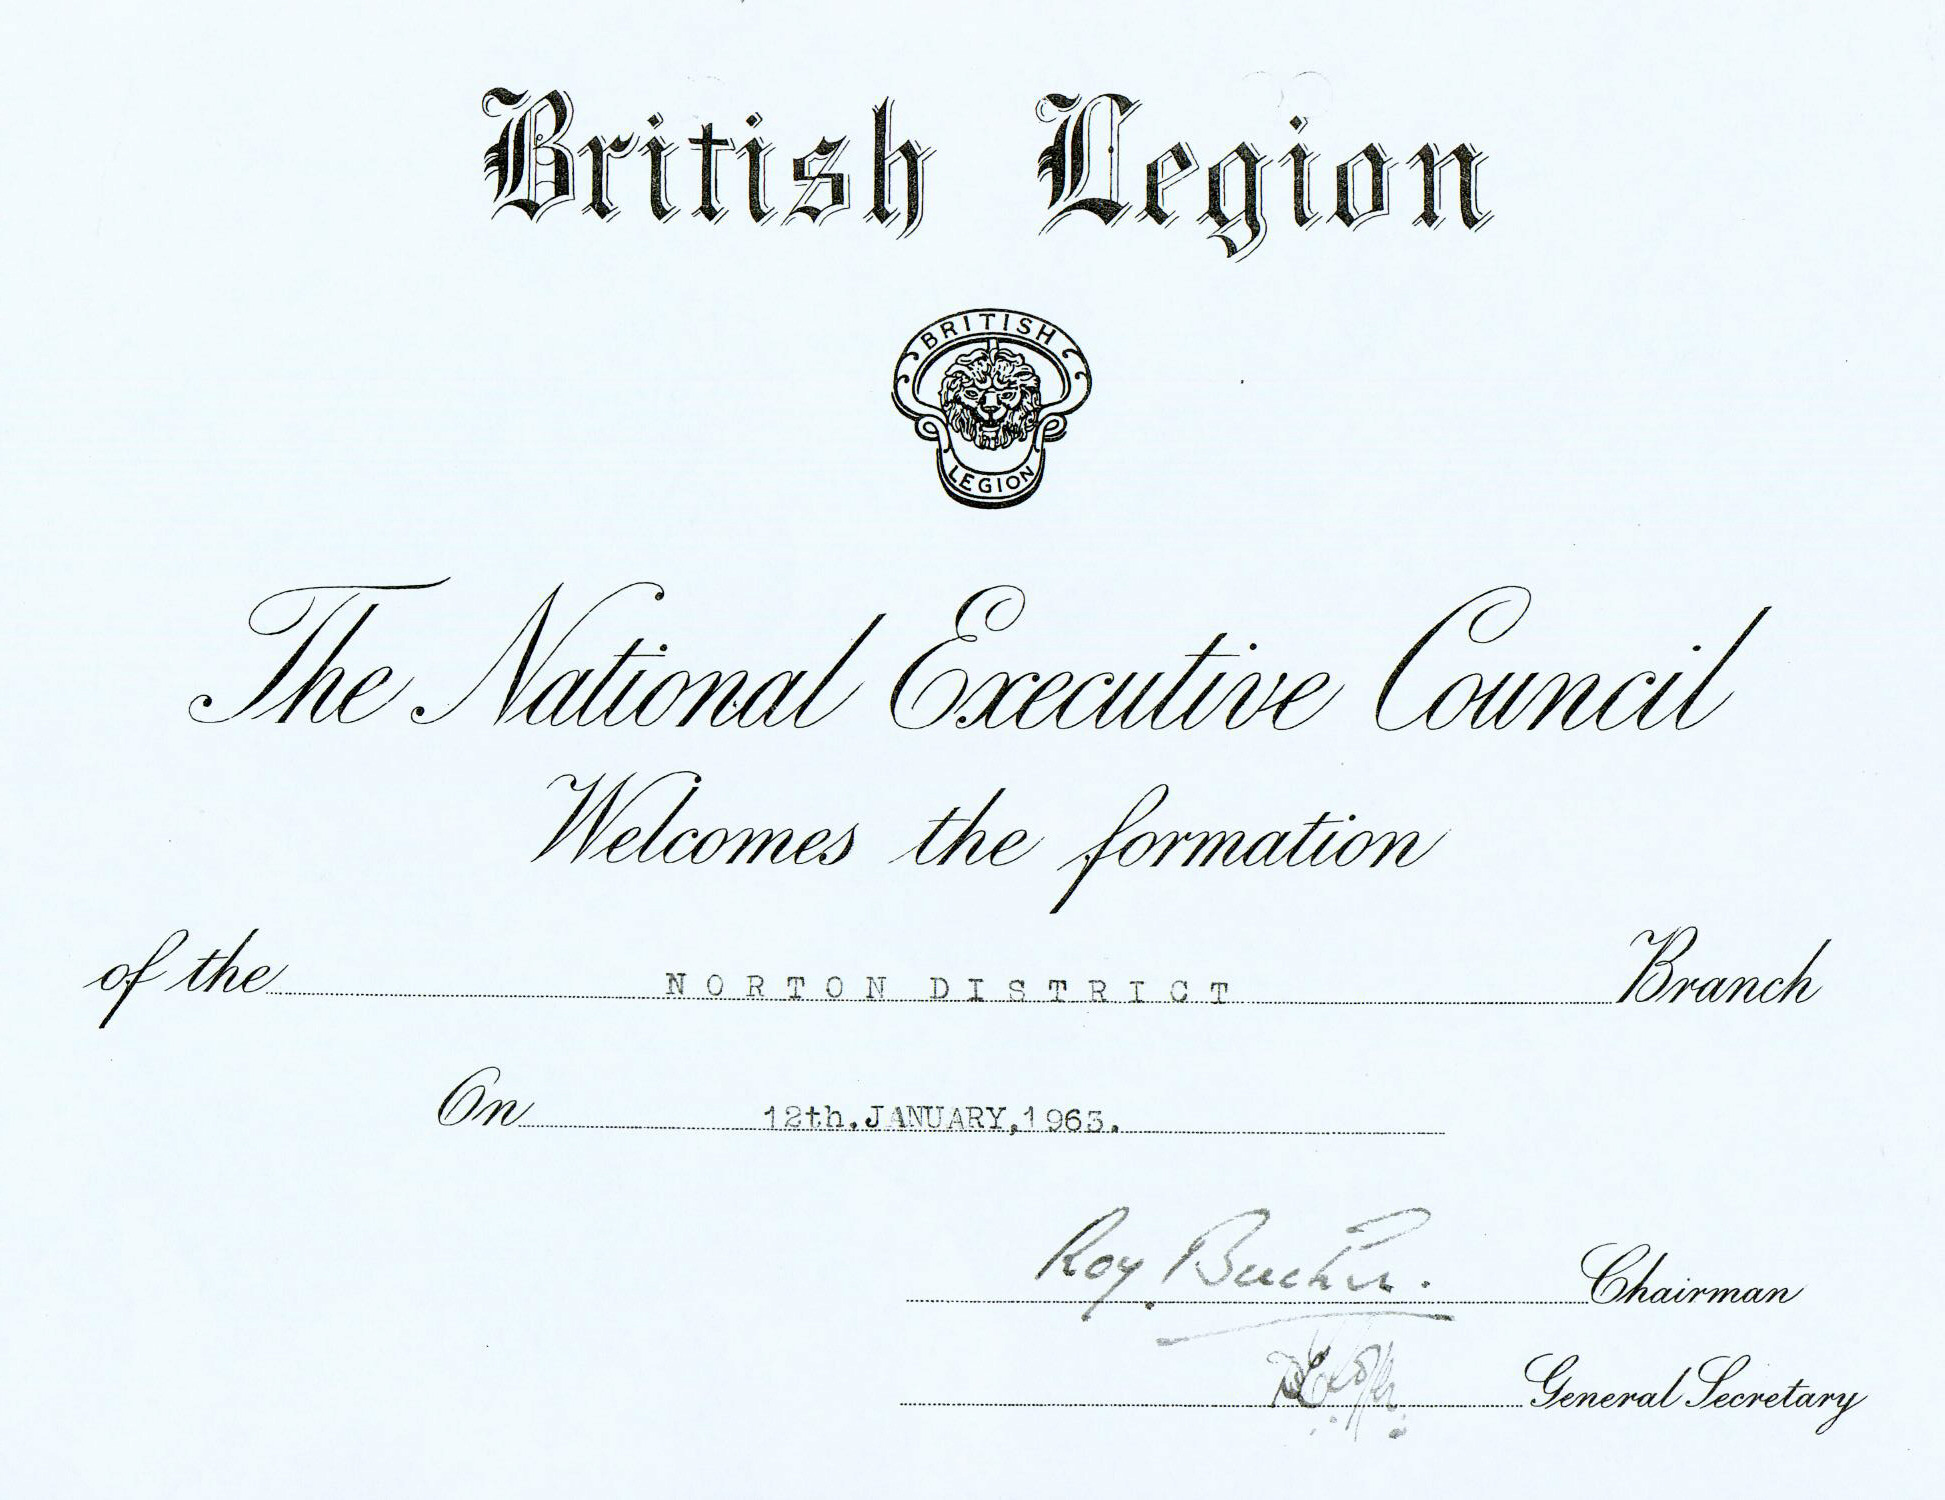 British Legion
BRITISH
LEGION
The National Executive Council
Welcomes the formation
of the NORTON DISTRICT Branch
On 12th.JANUARY,1963.
Roy Bucher. Chairman
General Secretary